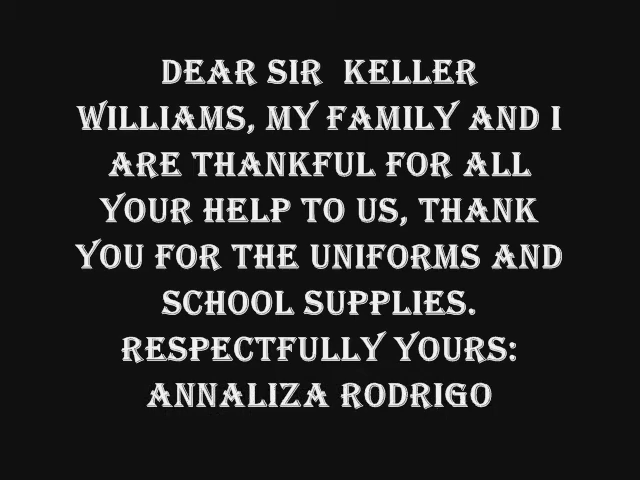 DEAR SIR KELLER
WILLIAMS, MY FAMILY AND I
ARE THANKFUL FOR ALL
YOUR HELP TO US, THANK
YOU FOR THE UNIFORMS AND
SCHOOL SUPPLIES.
RESPECTFULLY YOURS:
ANNALIZA RODRIGO